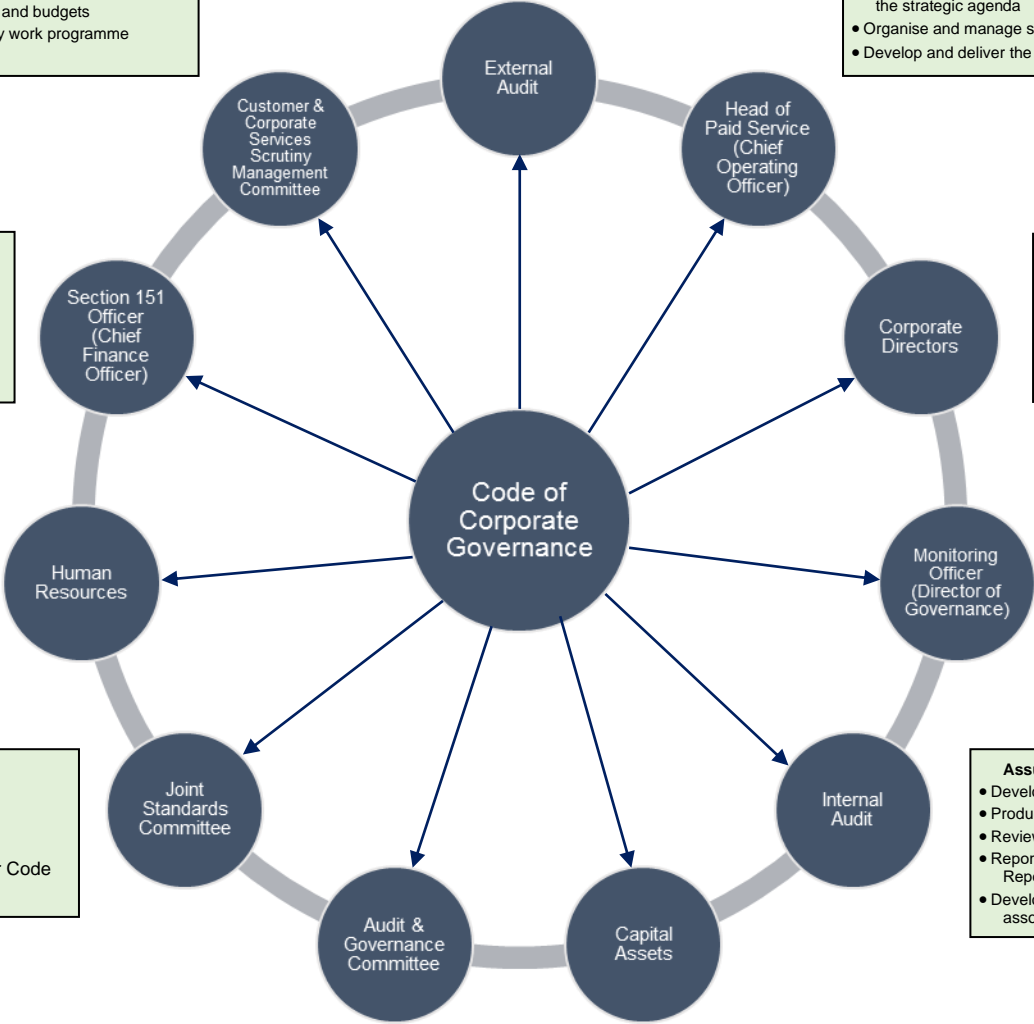 and budgets
work programme
the strategic agenda
• Organise and manage
• Develop and deliver the
External
Audit
Customer &
Corporate
Services
Scrutiny
Management
Committee
Head of
Paid Service
(Chief
Operating
Officer)
Section 151
Officer
(Chief
Finance
Officer)
Corporate
Directors
Code of
Corporate
Governance
Human
Resources
Monitoring
Officer
(Director of
Governance)
Joint
Standards
Committee
Code
Internal
Audit
Audit &
Governance
Committee
Capital
Assets